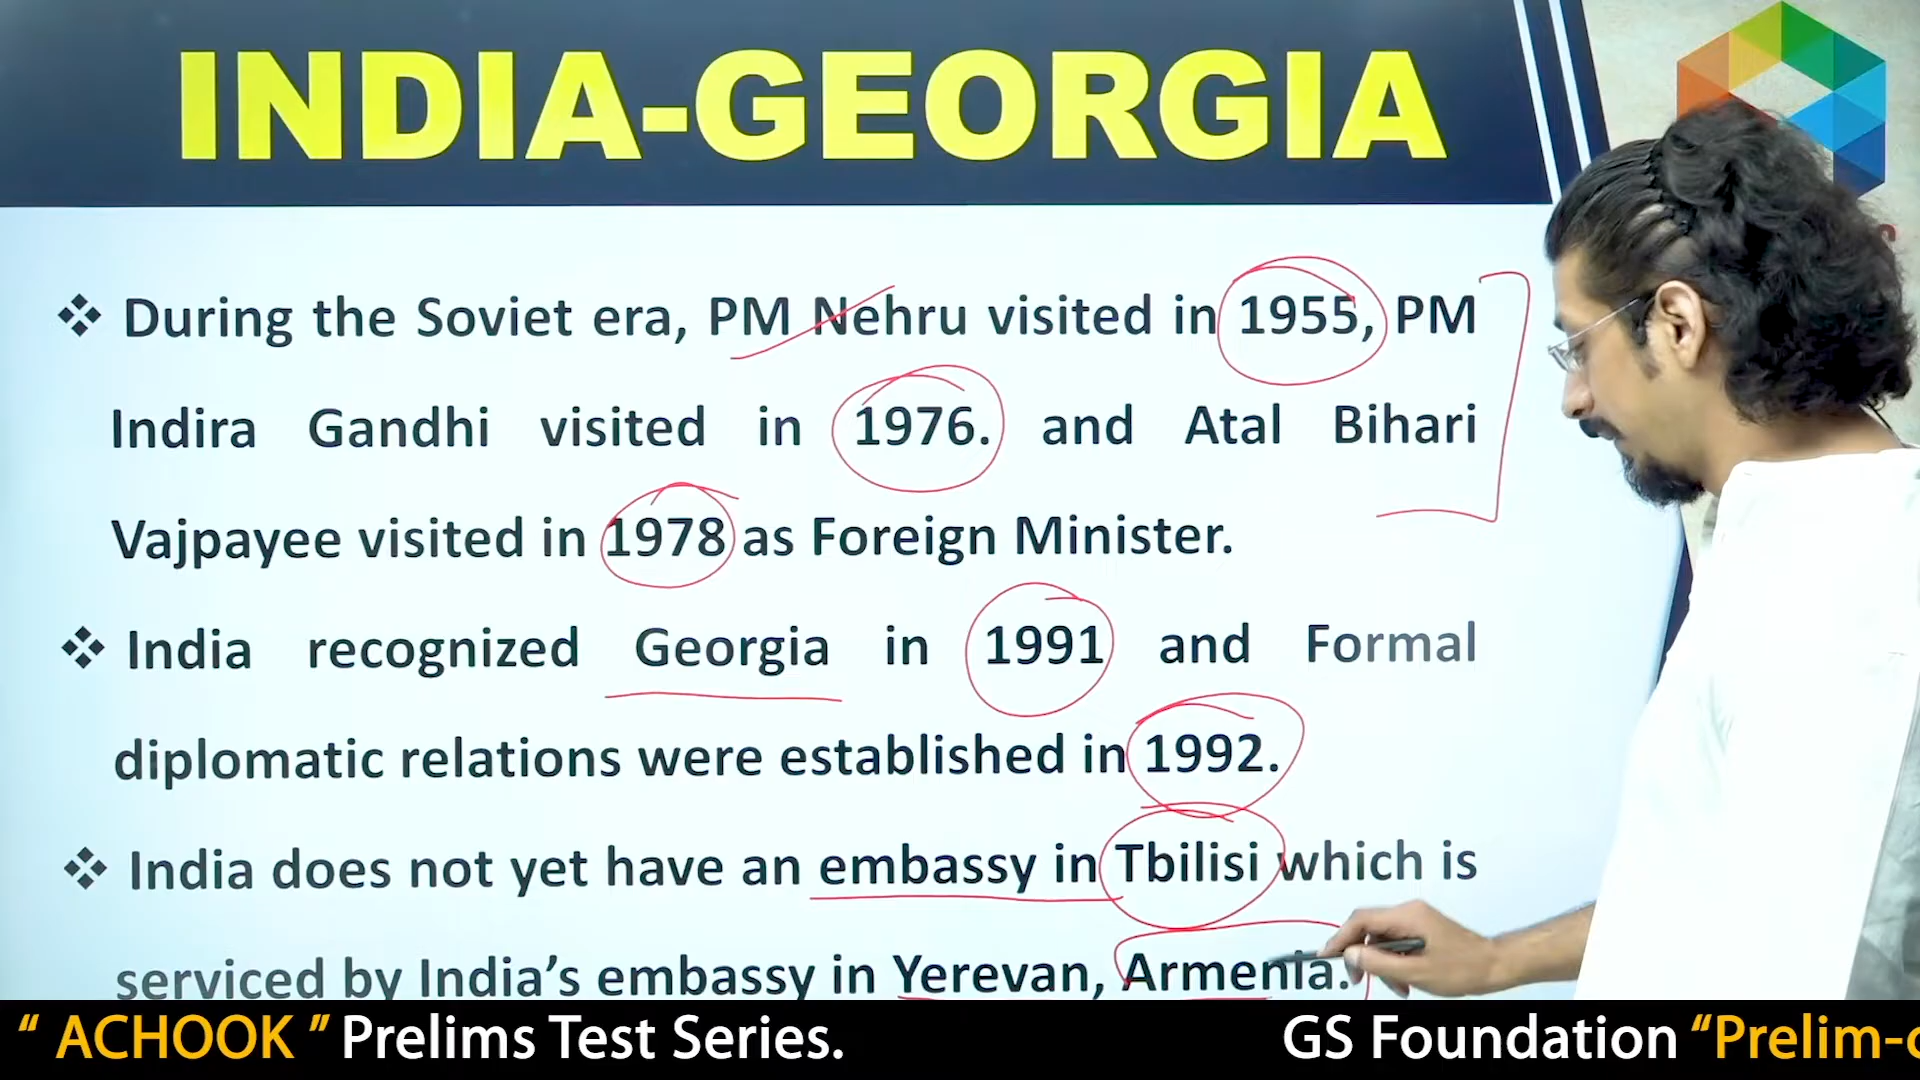 INDIA-GEORGIA
❖ During the Soviet era, PM Nehru visited in 1955, PM
Indira Gandhi visited in 1976. and Atal Bihari
Vajpayee visited in 1978 as Foreign Minister.
❖ India recognized Georgia in 1991 and Formal
diplomatic relations were established in 1992.
❖ India does not yet have an embassy in Tbilisi which is
serviced by India’s embassy in Yerevan, Armenia.
“ ACHOOK ” Prelims Test Series. GS Foundation “Prelim-